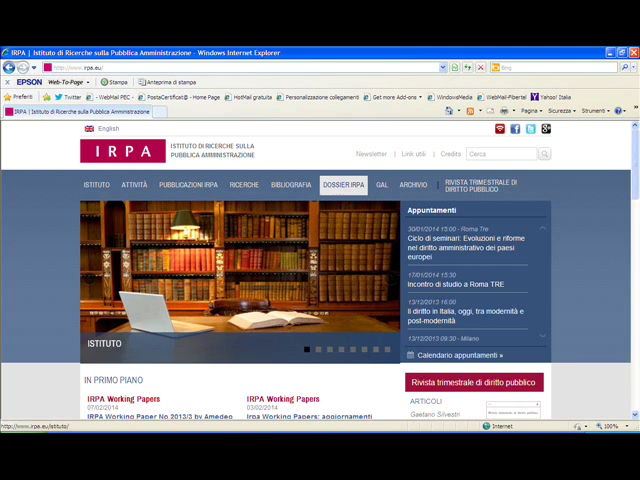 IRPA | Istituto di Ricerche sulla Pubblica Amministrazione - Windows Internet Explorer
http://www.irpa.eu/
Bing
EPSON Web-To-Page Stampa Anteprima di stampa
Preferiti Twitter - WebMail PEC - PostaCertificat@ - Home Page HotMail gratuita Personalizzazione collegamenti Get more Add-ons WindowsMedia WebMail-Fibertel Yahoo! Italia
IRPA | Istituto di Ricerche sulla Pubblica Amministrazione
Pagina Sicurezza Strumenti
English
IRPA
ISTITUTO DI RICERCHE SULLA
PUBBLICA AMMINISTRAZIONE
Newsletter | Link utili | Credits Cerca
ISTITUTO ATTIVITÀ PUBBLICAZIONI IRPA RICERCHE BIBLIOGRAFIA DOSSIER IRPA GAL ARCHIVIO RIVISTA TRIMESTRALE DI
DIRITTO PUBBLICO
Appuntamenti
30/01/2014 15:00 - Roma Tre
Ciclo di seminari: Evoluzioni e riforme
nel diritto amministrativo dei paesi
europei
17/01/2014 15:30
Incontro di studio a Roma TRE
13/12/2013 16:00
Il diritto in Italia, oggi, tra modernità e
post-modernità
13/12/2013 09:30 - Milano
Calendario appuntamenti »
ISTITUTO
IN PRIMO PIANO
IRPA Working Papers
07/02/2014
IRPA Working Paper No 2013/3 by Amedeo
IRPA Working Papers
03/02/2014
Irpa Working Papers: aggiornamenti
Rivista trimestrale di diritto pubblico
ARTICOLI
Gaetano Silvestri
http://www.irpa.eu/istituto/
Internet
100%